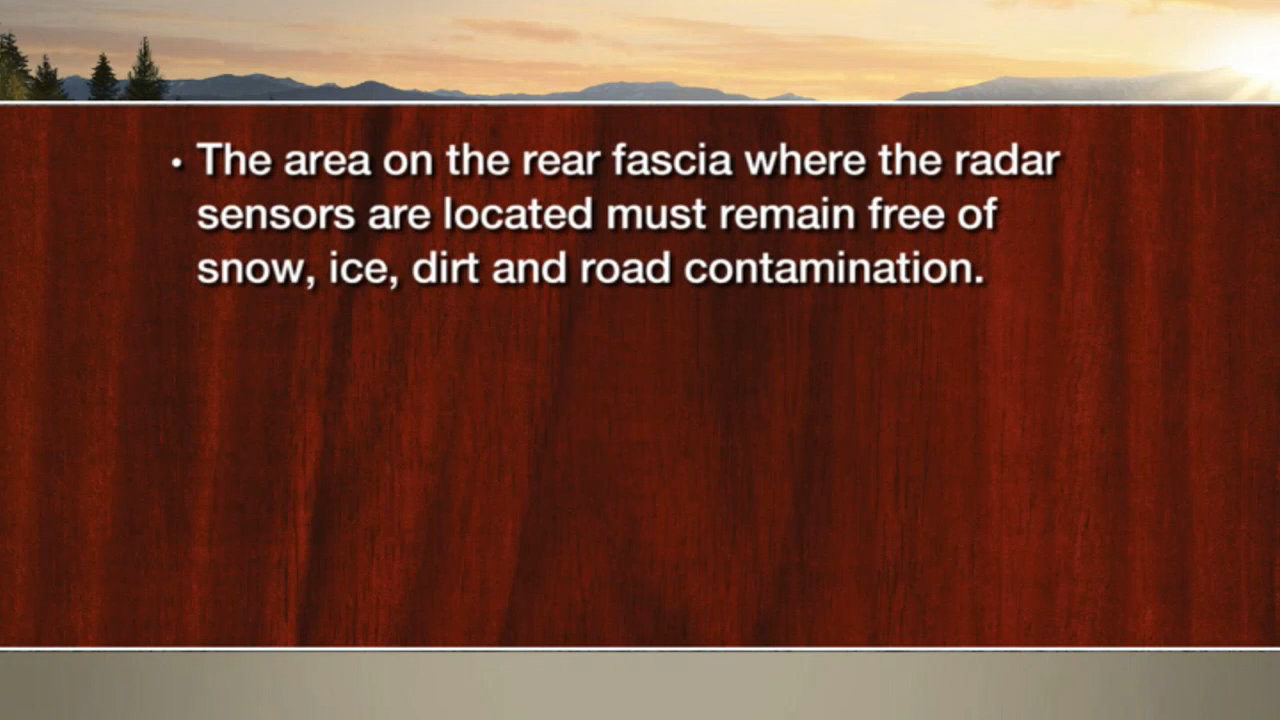 • The area on the rear fascia where the radar
sensors are located must remain free of
snow, ice, dirt and road contamination.